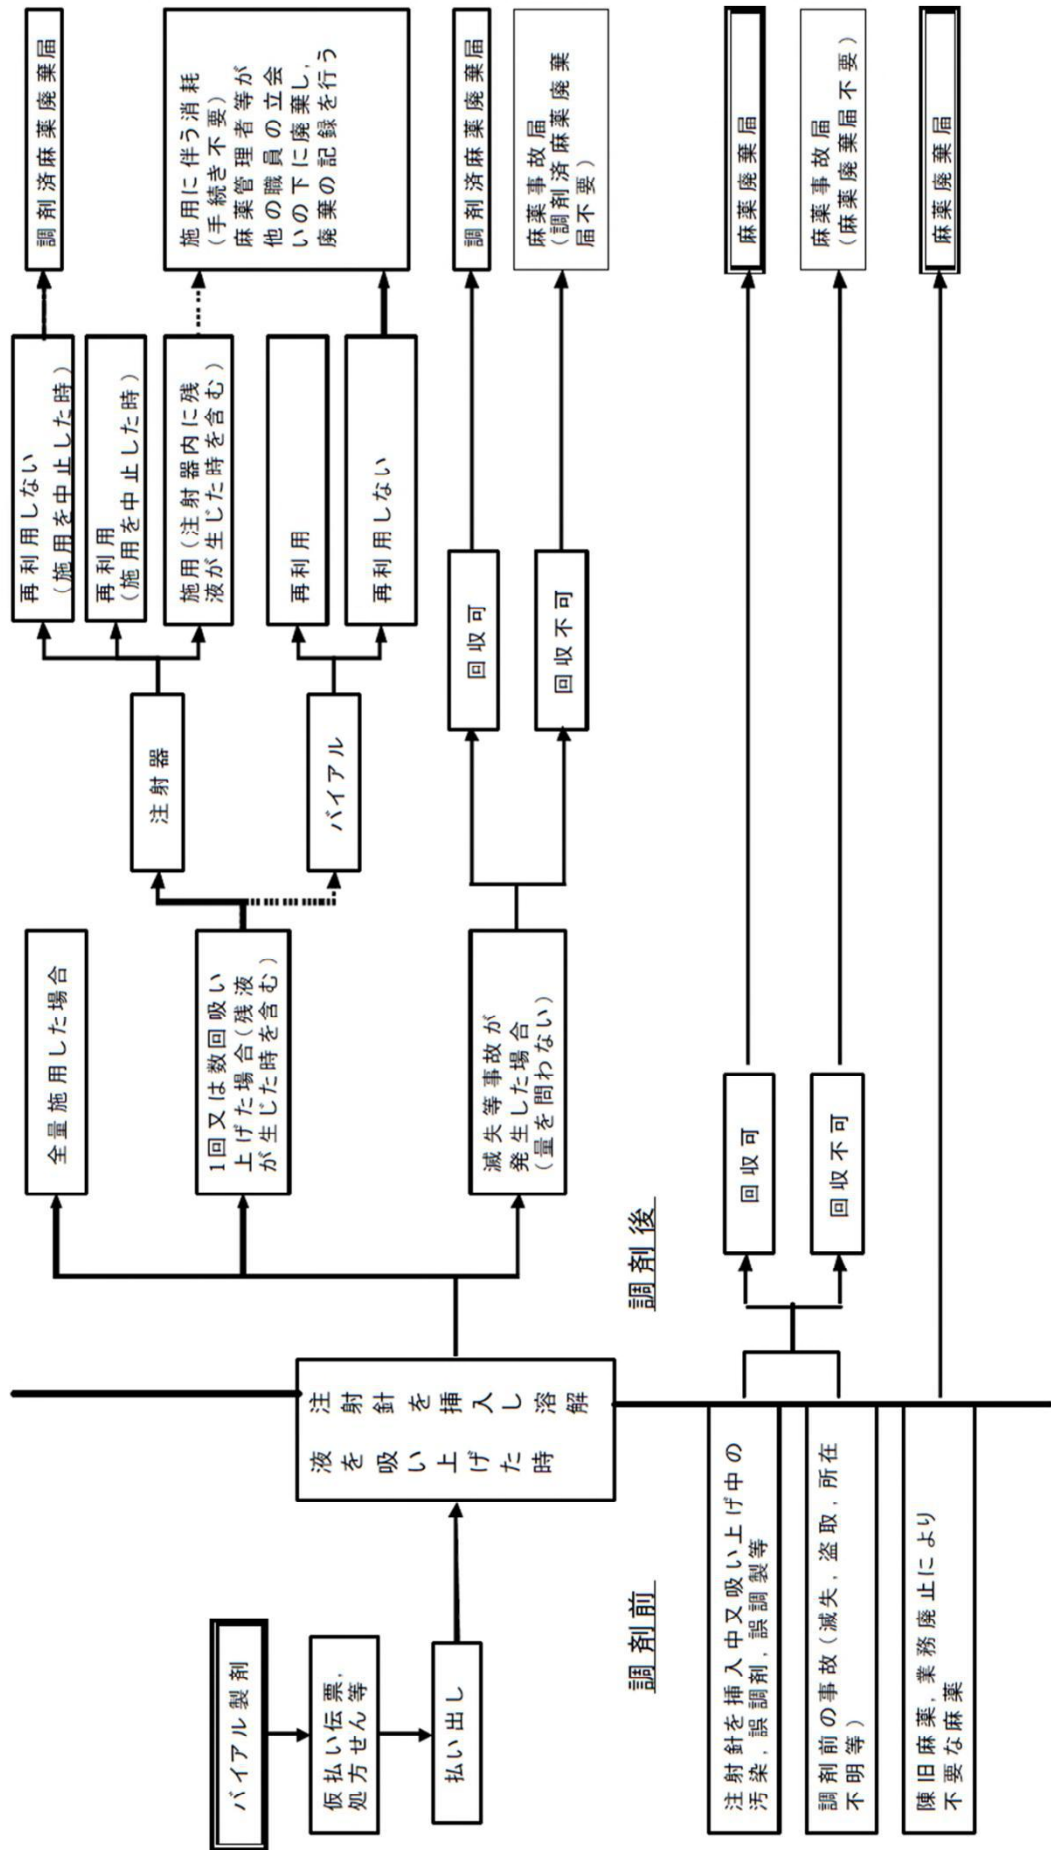 バイアル製剤
仮払い伝票,
処方せん等
払い出し
調剤前
注射針を挿入し溶解
液を吸い上げた時
調剤後
全量施用した場合
1回又は数回吸い
上げた場合(残液
が生じた時を含む)
減失等事故が
発生した場合
(量を問わない)
注射器
バイアル
再利用しない
(施用を中止した時)
再利用
(施用を中止した時)
施用(注射器内に残
液が生じた時を含む)
再利用
再利用しない
回収可
回収不可
調剤済麻薬廃棄届
施用に伴う消耗
(手続き不要)
麻薬管理者等が
他の職員の立会
いの下に廃棄し,
廃棄の記録を行う
調剤済麻薬廃棄届
麻薬事故届
(調剤済麻薬廃棄
届不要)
注射針を挿入中又吸い上げ中の
汚染,誤調剤,誤調製等
調剤前の事故(滅失,盗取,所在
不明等)
陳旧麻薬,業務廃止により
不要な麻薬
回収可
回収不可
麻薬廃棄届
麻薬事故届
(麻薬廃棄届不要)
麻薬廃棄届